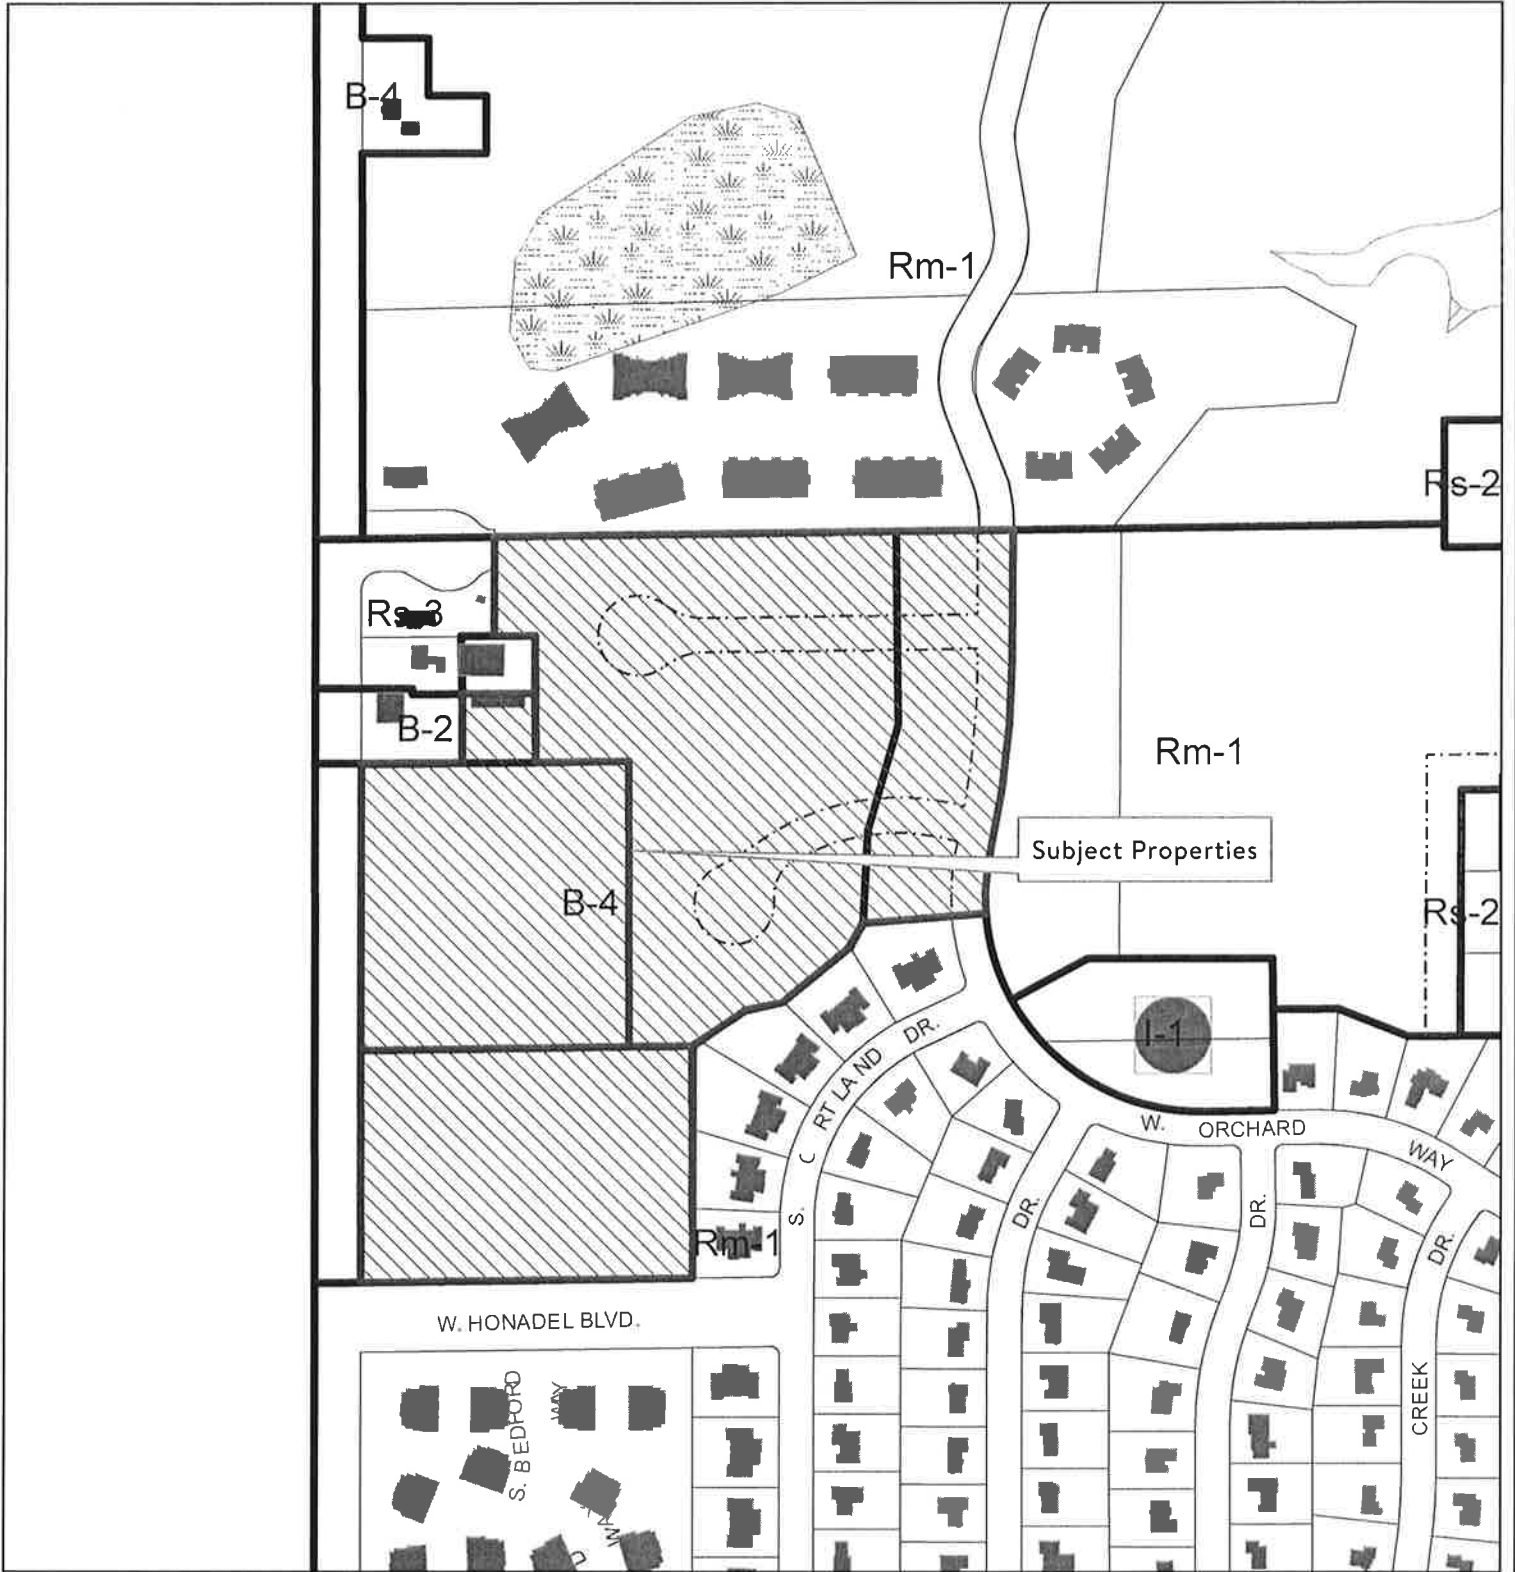 B-4
Rm-1
Rs-2
Rs-3
B-2
Rm-1
Subject Properties
B-4
Rs-2
I-1
S. C RTLAND DR.
W. ORCHARD WAY
DR.
DR.
DR.
Rm-1
W. HONADEL BLVD.
S. BEDFORD WAY
CREEK